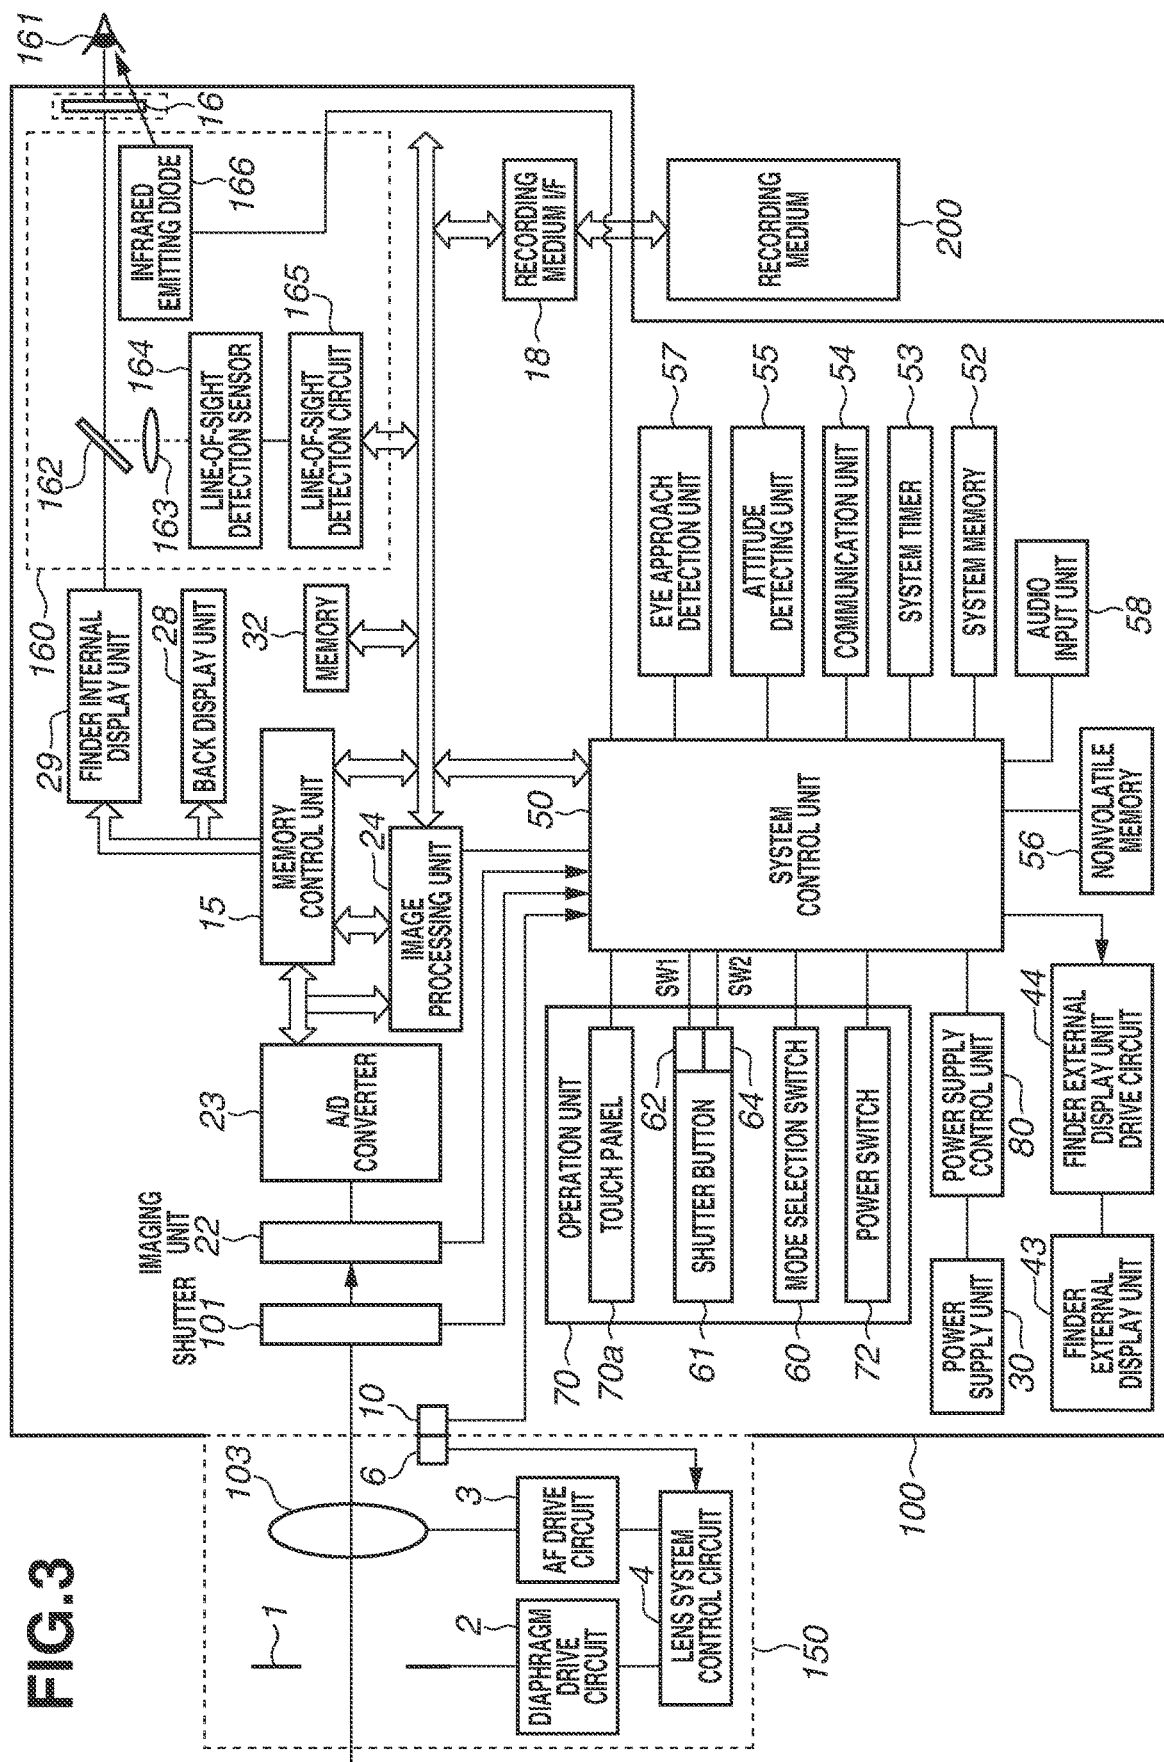 FIG.3
1
103
DIAPHRAGM
DRIVE
CIRCUIT
2
AF DRIVE
CIRCUIT
3
LENS SYSTEM
CONTROL CIRCUIT
4
150
6
10
100
SHUTTER
101
IMAGING
UNIT
22
23
A/D
CONVERTER
15
MEMORY
CONTROL UNIT
24
IMAGE
PROCESSING UNIT
29
FINDER INTERNAL
DISPLAY UNIT
28
BACK DISPLAY UNIT
32
MEMORY
160
162
163
164
LINE-OF-SIGHT
DETECTION SENSOR
165
LINE-OF-SIGHT
DETECTION CIRCUIT
INFRARED
EMITTING DIODE
166
16
161
RECORDING
MEDIUM I/F
18
RECORDING
MEDIUM
200
50
SYSTEM
CONTROL UNIT
EYE APPROACH
DETECTION UNIT
57
ATTITUDE
DETECTING UNIT
55
COMMUNICATION UNIT
54
SYSTEM TIMER
53
SYSTEM MEMORY
52
AUDIO
INPUT UNIT
58
NONVOLATILE
MEMORY
56
70
OPERATION UNIT
TOUCH PANEL
70a
SHUTTER BUTTON
61
62
64
SW1
SW2
MODE SELECTION SWITCH
60
POWER SWITCH
72
POWER
SUPPLY UNIT
30
POWER SUPPLY
CONTROL UNIT
80
FINDER
EXTERNAL
DISPLAY UNIT
43
FINDER EXTERNAL
DISPLAY UNIT
DRIVE CIRCUIT
44